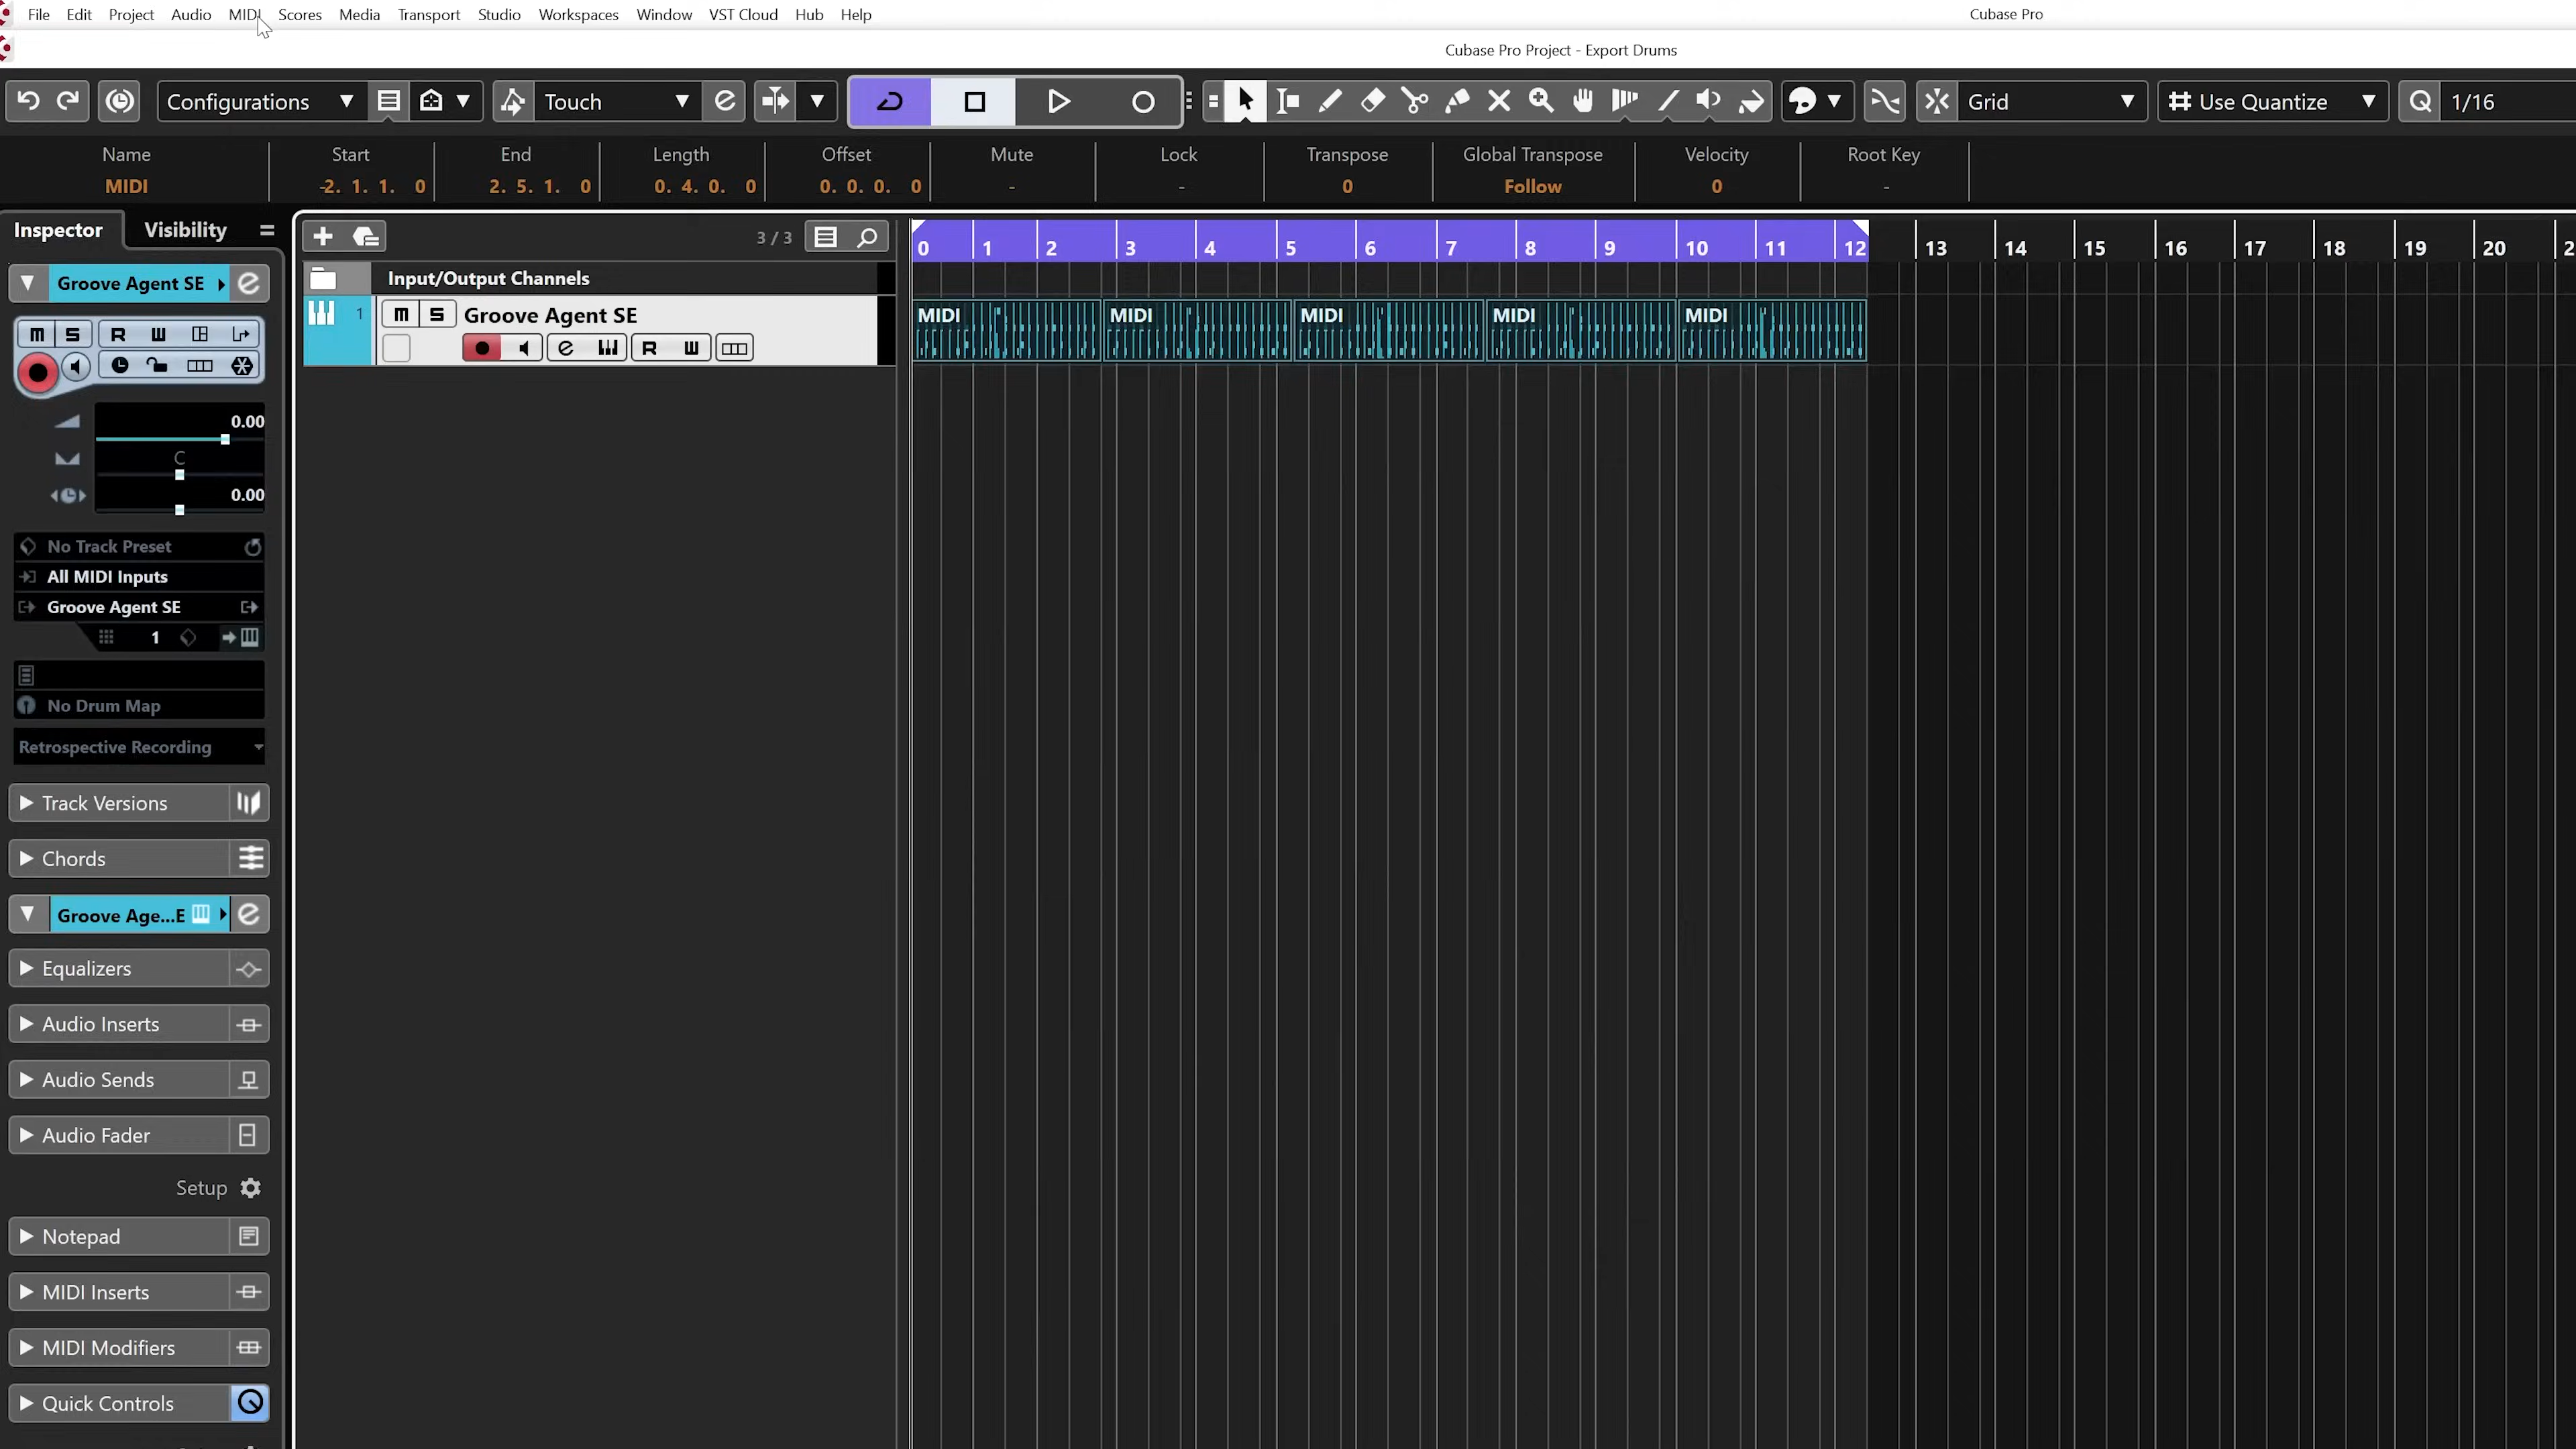 File Edit Project Audio MIDI Scores Media Transport Studio Workspaces Window VST Cloud Hub Help Cubase Pro
Cubase Pro Project - Export Drums
Configurations Touch Grid Use Quantize 1/16
Name Start End Length Offset Mute Lock Transpose Global Transpose Velocity Root Key
MIDI -2. 1. 1. 0 2. 5. 1. 0 0. 4. 0. 0 0. 0. 0. 0 - - 0 Follow 0 -
Inspector Visibility
3 / 3
0 1 2 3 4 5 6 7 8 9 10 11 12 13 14 15 16 17 18 19 20 2
Groove Agent SE
Input/Output Channels
1 m S Groove Agent SE
R W
MIDI MIDI MIDI MIDI MIDI
m S R W
0.00
C
0.00
No Track Preset
All MIDI Inputs
Groove Agent SE
1
No Drum Map
Retrospective Recording
Track Versions
Chords
Groove Age...E
Equalizers
Audio Inserts
Audio Sends
Audio Fader
Setup
Notepad
MIDI Inserts
MIDI Modifiers
Quick Controls